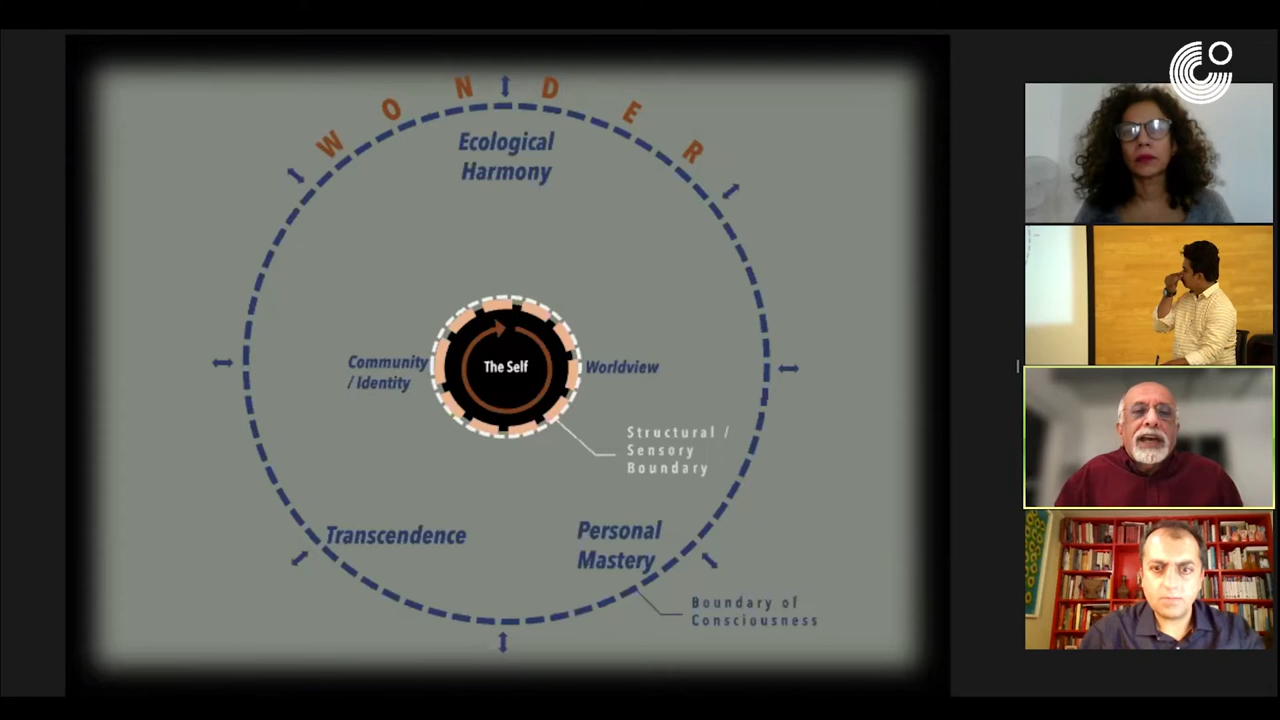 WONDER
Ecological
Harmony
Community
/ Identity
The Self
Worldview
Structural /
Sensory
Boundary
Transcendence
Personal
Mastery
Boundary of
Consciousness